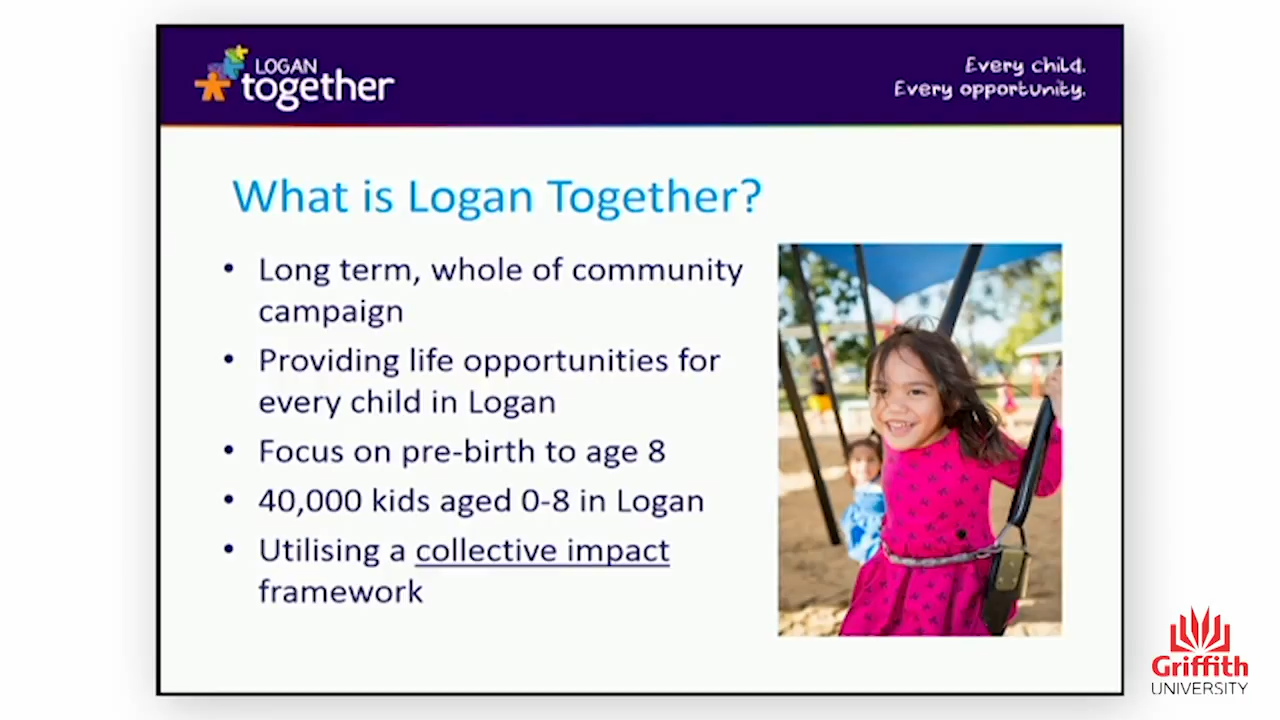 LOGAN
together
Every child.
Every opportunity.
What is Logan Together?
• Long term, whole of community
campaign
• Providing life opportunities for
every child in Logan
• Focus on pre-birth to age 8
• 40,000 kids aged 0-8 in Logan
• Utilising a collective impact
framework
Griffith
UNIVERSITY